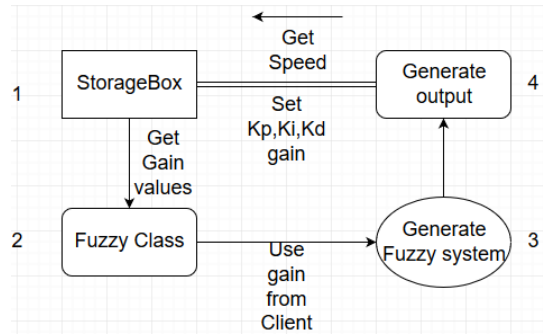 Get
Speed
1
StorageBox
Generate
output
4
Set
Kp,Ki,Kd
gain
Get
Gain
values
2
Fuzzy Class
Use
gain
from
Client
Generate
Fuzzy system
3